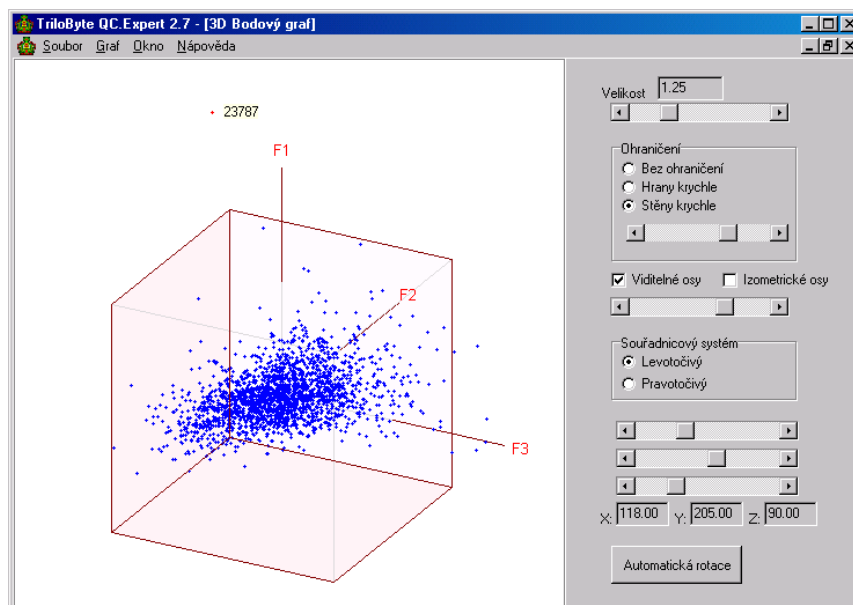 TriloByte QC.Expert 2.7 - [3D Bodový graf]
Soubor Graf Okno Nápověda
23787
F1
F2
F3
Velikost 1.25
Ohraničení
Bez ohraničení
Hrany krychle
Stěny krychle
Viditelné osy Izometrické osy
Souřadnicový systém
Levotočivý
Pravotočivý
X: 118.00 Y: 205.00 Z: 90.00
Automatická rotace